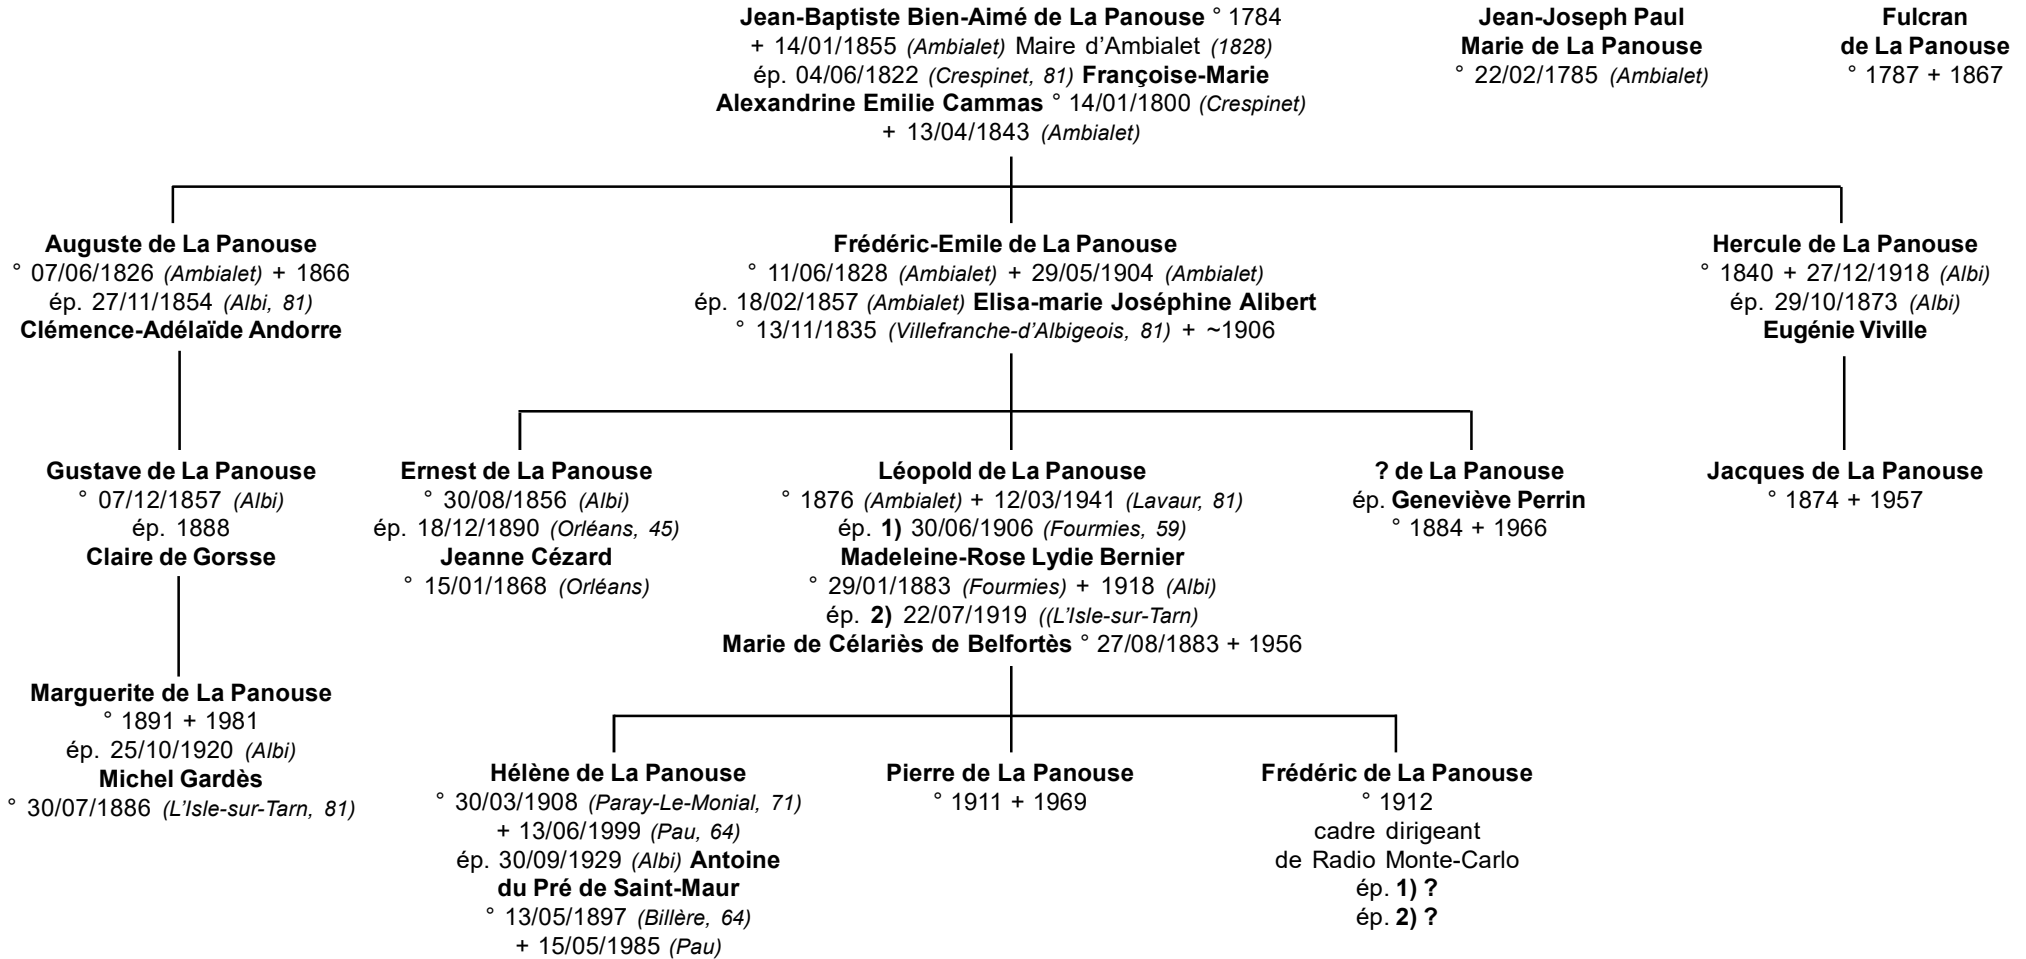 Jean-Baptiste Bien-Aimé de La Panouse ° 1784
+ 14/01/1855 (Ambialet) Maire d'Ambialet (1828)
ép. 04/06/1822 (Crespinet, 81) Françoise-Marie
Alexandrine Emilie Cammas ° 14/01/1800 (Crespinet)
+ 13/04/1843 (Ambialet)
Jean-Joseph Paul
Marie de La Panouse
° 22/02/1785 (Ambialet)
Fulcran
de La Panouse
° 1787 + 1867
Auguste de La Panouse
° 07/06/1826 (Ambialet) + 1866
ép. 27/11/1854 (Albi, 81)
Clémence-Adélaïde Andorre
Frédéric-Emile de La Panouse
° 11/06/1828 (Ambialet) + 29/05/1904 (Ambialet)
ép. 18/02/1857 (Ambialet) Elisa-marie Joséphine Alibert
° 13/11/1835 (Villefranche-d'Albigeois, 81) + ~1906
Hercule de La Panouse
° 1840 + 27/12/1918 (Albi)
ép. 29/10/1873 (Albi)
Eugénie Viville
Gustave de La Panouse
° 07/12/1857 (Albi)
ép. 1888
Claire de Gorsse
Ernest de La Panouse
° 30/08/1856 (Albi)
ép. 18/12/1890 (Orléans, 45)
Jeanne Cézard
° 15/01/1868 (Orléans)
Léopold de La Panouse
° 1876 (Ambialet) + 12/03/1941 (Lavaur, 81)
ép. 1) 30/06/1906 (Fourmies, 59)
Madeleine-Rose Lydie Bernier
° 29/01/1883 (Fourmies) + 1918 (Albi)
ép. 2) 22/07/1919 ((L'Isle-sur-Tarn)
Marie de Célariès de Belfortès ° 27/08/1883 + 1956
? de La Panouse
ép. Geneviève Perrin
° 1884 + 1966
Jacques de La Panouse
° 1874 + 1957
Marguerite de La Panouse
° 1891 + 1981
ép. 25/10/1920 (Albi)
Michel Gardès
° 30/07/1886 (L'Isle-sur-Tarn, 81)
Hélène de La Panouse
° 30/03/1908 (Paray-Le-Monial, 71)
+ 13/06/1999 (Pau, 64)
ép. 30/09/1929 (Albi) Antoine
du Pré de Saint-Maur
° 13/05/1897 (Billère, 64)
+ 15/05/1985 (Pau)
Pierre de La Panouse
° 1911 + 1969
Frédéric de La Panouse
° 1912
cadre dirigeant
de Radio Monte-Carlo
ép. 1) ?
ép. 2) ?